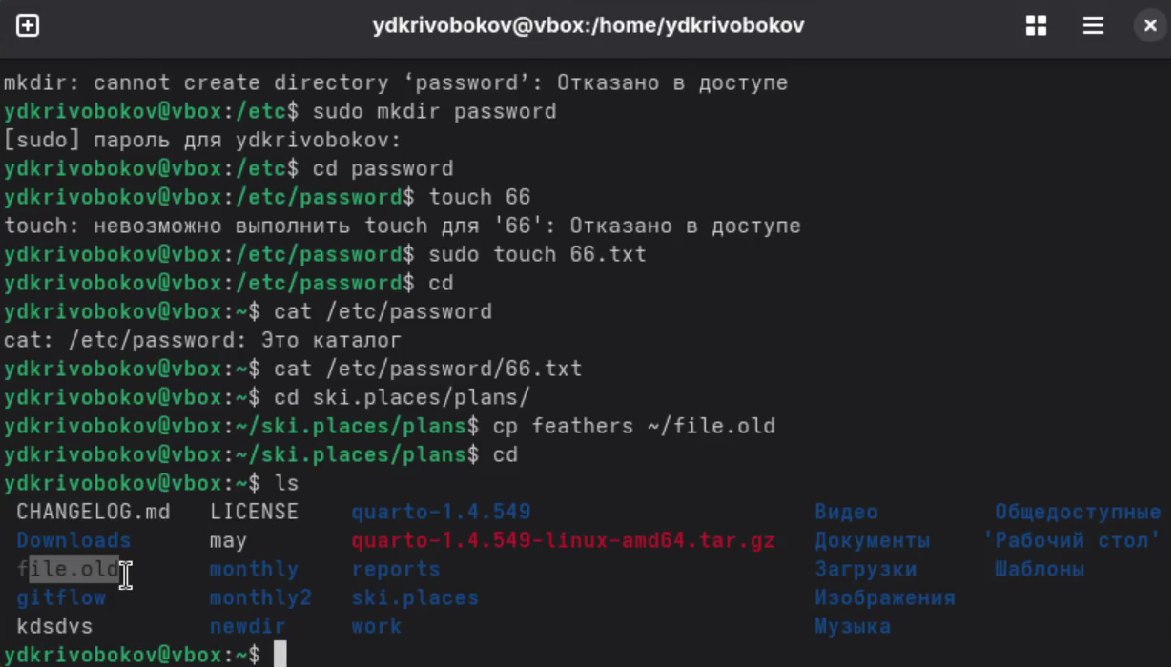 ydkrivobokov@vbox:/home/ydkrivobokov
mkdir: cannot create directory ‘password’: Отказано в доступе
ydkrivobokov@vbox:/etc$ sudo mkdir password
[sudo] пароль для ydkrivobokov:
ydkrivobokov@vbox:/etc$ cd password
ydkrivobokov@vbox:/etc/password$ touch 66
touch: невозможно выполнить touch для '66': Отказано в доступе
ydkrivobokov@vbox:/etc/password$ sudo touch 66.txt
ydkrivobokov@vbox:/etc/password$ cd
ydkrivobokov@vbox:~$ cat /etc/password
cat: /etc/password: Это каталог
ydkrivobokov@vbox:~$ cat /etc/password/66.txt
ydkrivobokov@vbox:~$ cd ski.places/plans/
ydkrivobokov@vbox:~/ski.places/plans$ cp feathers ~/file.old
ydkrivobokov@vbox:~/ski.places/plans$ cd
ydkrivobokov@vbox:~$ ls
CHANGELOG.md LICENSE quarto-1.4.549 Видео Общедоступные
Downloads may quarto-1.4.549-linux-amd64.tar.gz Документы 'Рабочий стол'
file.old monthly reports Загрузки Шаблоны
gitflow monthly2 ski.places Изображения
kdsdvs newdir work Музыка
ydkrivobokov@vbox:~$